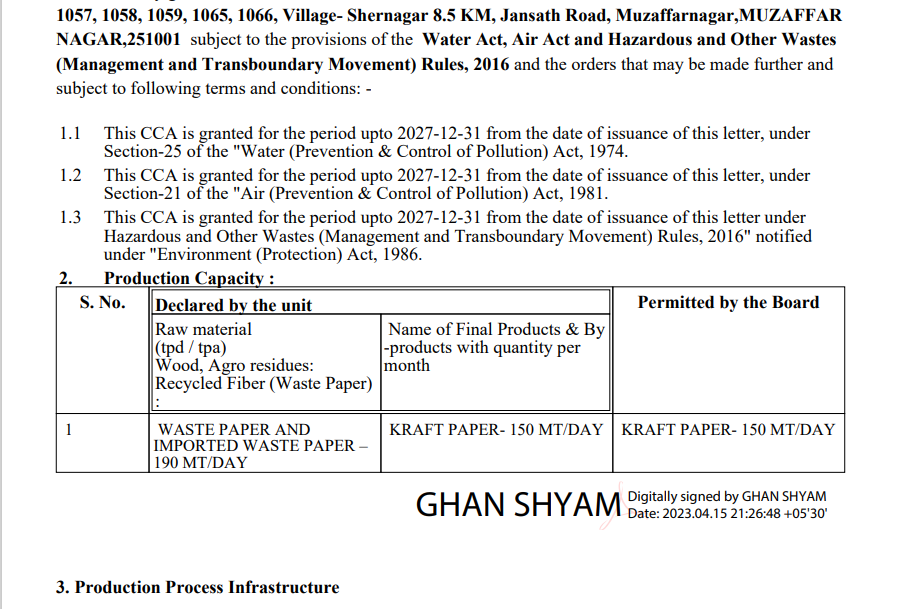 1057, 1058, 1059, 1065, 1066, Village- Shernagar 8.5 KM, Jansath Road, Muzaffarnagar,MUZAFFAR
NAGAR,251001 subject to the provisions of the Water Act, Air Act and Hazardous and Other Wastes
(Management and Transboundary Movement) Rules, 2016 and the orders that may be made further and
subject to following terms and conditions: -
1.1 This CCA is granted for the period upto 2027-12-31 from the date of issuance of this letter, under
Section-25 of the "Water (Prevention & Control of Pollution) Act, 1974.
1.2 This CCA is granted for the period upto 2027-12-31 from the date of issuance of this letter, under
Section-21 of the "Air (Prevention & Control of Pollution) Act, 1981.
1.3 This CCA is granted for the period upto 2027-12-31 from the date of issuance of this letter under
Hazardous and Other Wastes (Management and Transboundary Movement) Rules, 2016" notified
under "Environment (Protection) Act, 1986.
2. Production Capacity :
S. No. Declared by the unit Permitted by the Board
Raw material
(tpd / tpa)
Wood, Agro residues:
Recycled Fiber (Waste Paper)
:
Name of Final Products & By
-products with quantity per
month
1 WASTE PAPER AND
IMPORTED WASTE PAPER –
190 MT/DAY
KRAFT PAPER- 150 MT/DAY
KRAFT PAPER- 150 MT/DAY
GHAN SHYAM
Digitally signed by GHAN SHYAM
Date: 2023.04.15 21:26:48 +05'30'
3. Production Process Infrastructure